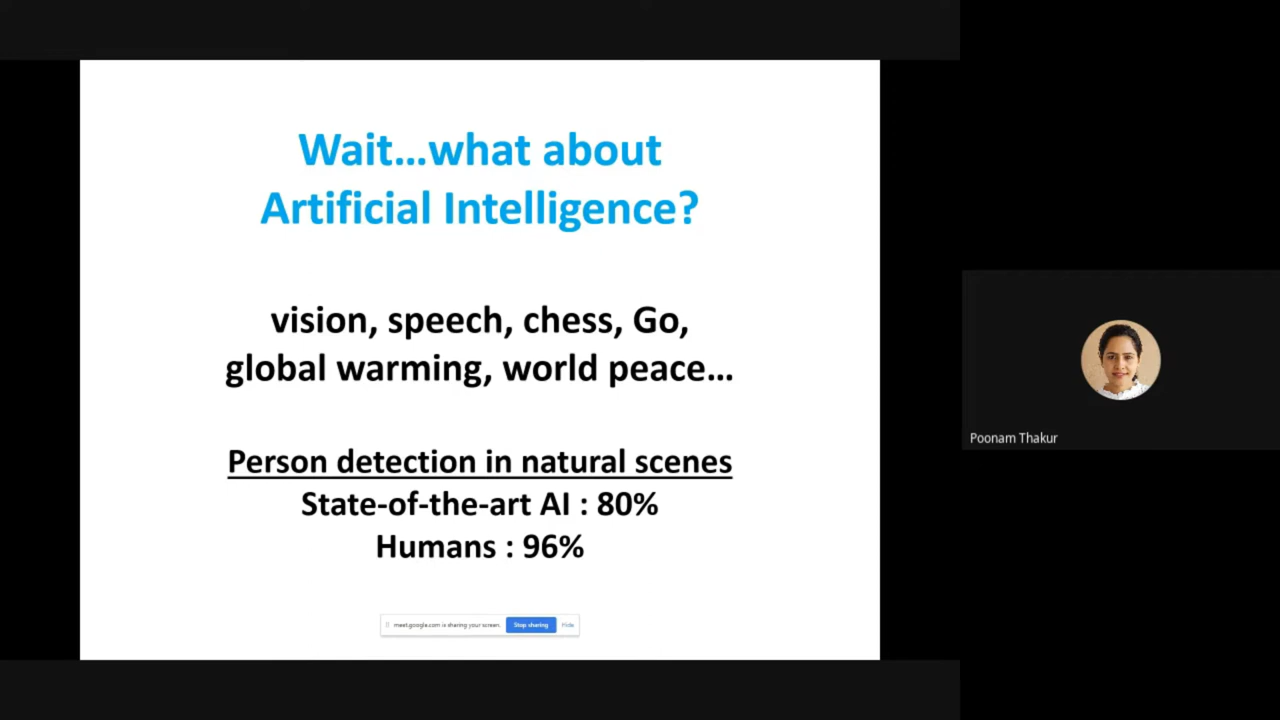 Wait...what about
Artificial Intelligence?
vision, speech, chess, Go,
global warming, world peace...
Person detection in natural scenes
State-of-the-art AI : 80%
Humans : 96%
meet.google.com is sharing your screen.
Stop sharing
Hide
Poonam Thakur